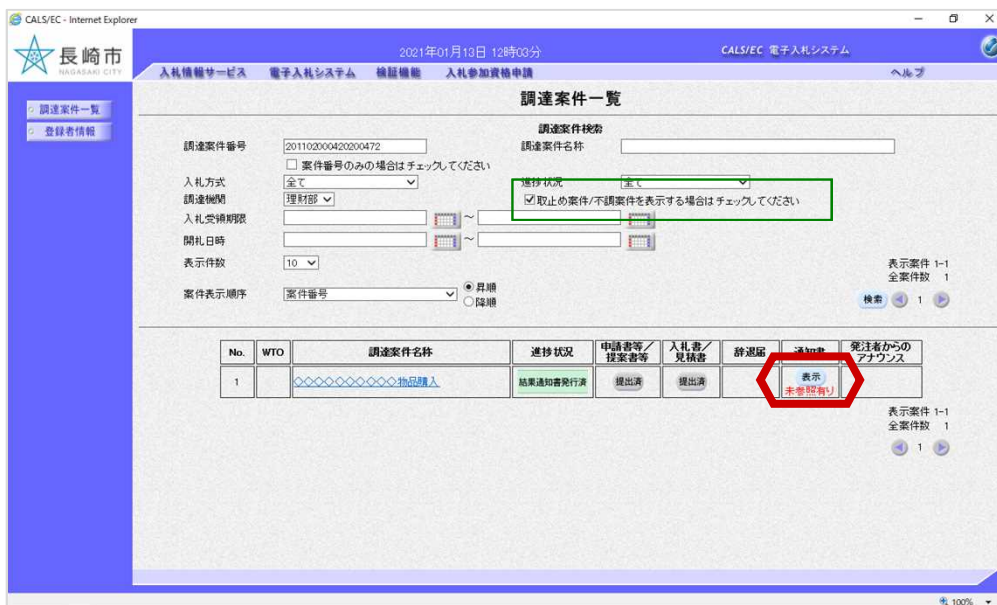 CALS/EC - Internet Explorer
長崎市
NAGASAKI CITY
2021年01月13日 12時03分
CALS/EC 電子入札システム
入札情報サービス 電子入札システム 検証機能 入札参加資格申請 ヘルプ
調達案件一覧
登録者情報
調達案件一覧
調達案件検索
調達案件番号 201102000420200472 調達案件名称
案件番号のみの場合はチェックしてください
入札方式 全て 進捗状況 全て
調達機関 理財部 取止め案件/不調案件を表示する場合はチェックしてください
入札受領期限 ~
開札日時 ~
表示件数 10
表示案件 1-1
全案件数 1
案件表示順序 案件番号 昇順
降順
検索 1
No. WTO 調達案件名称 進捗状況 申請書等/提案書等 入札書/見積書 辞退届 通知書 発注者からのアナウンス
1 ◇◇◇◇◇◇◇◇◇◇物品購入 結果通知書発行済 提出済 提出済 表示
未参照有り
表示案件 1-1
全案件数 1
1
100%